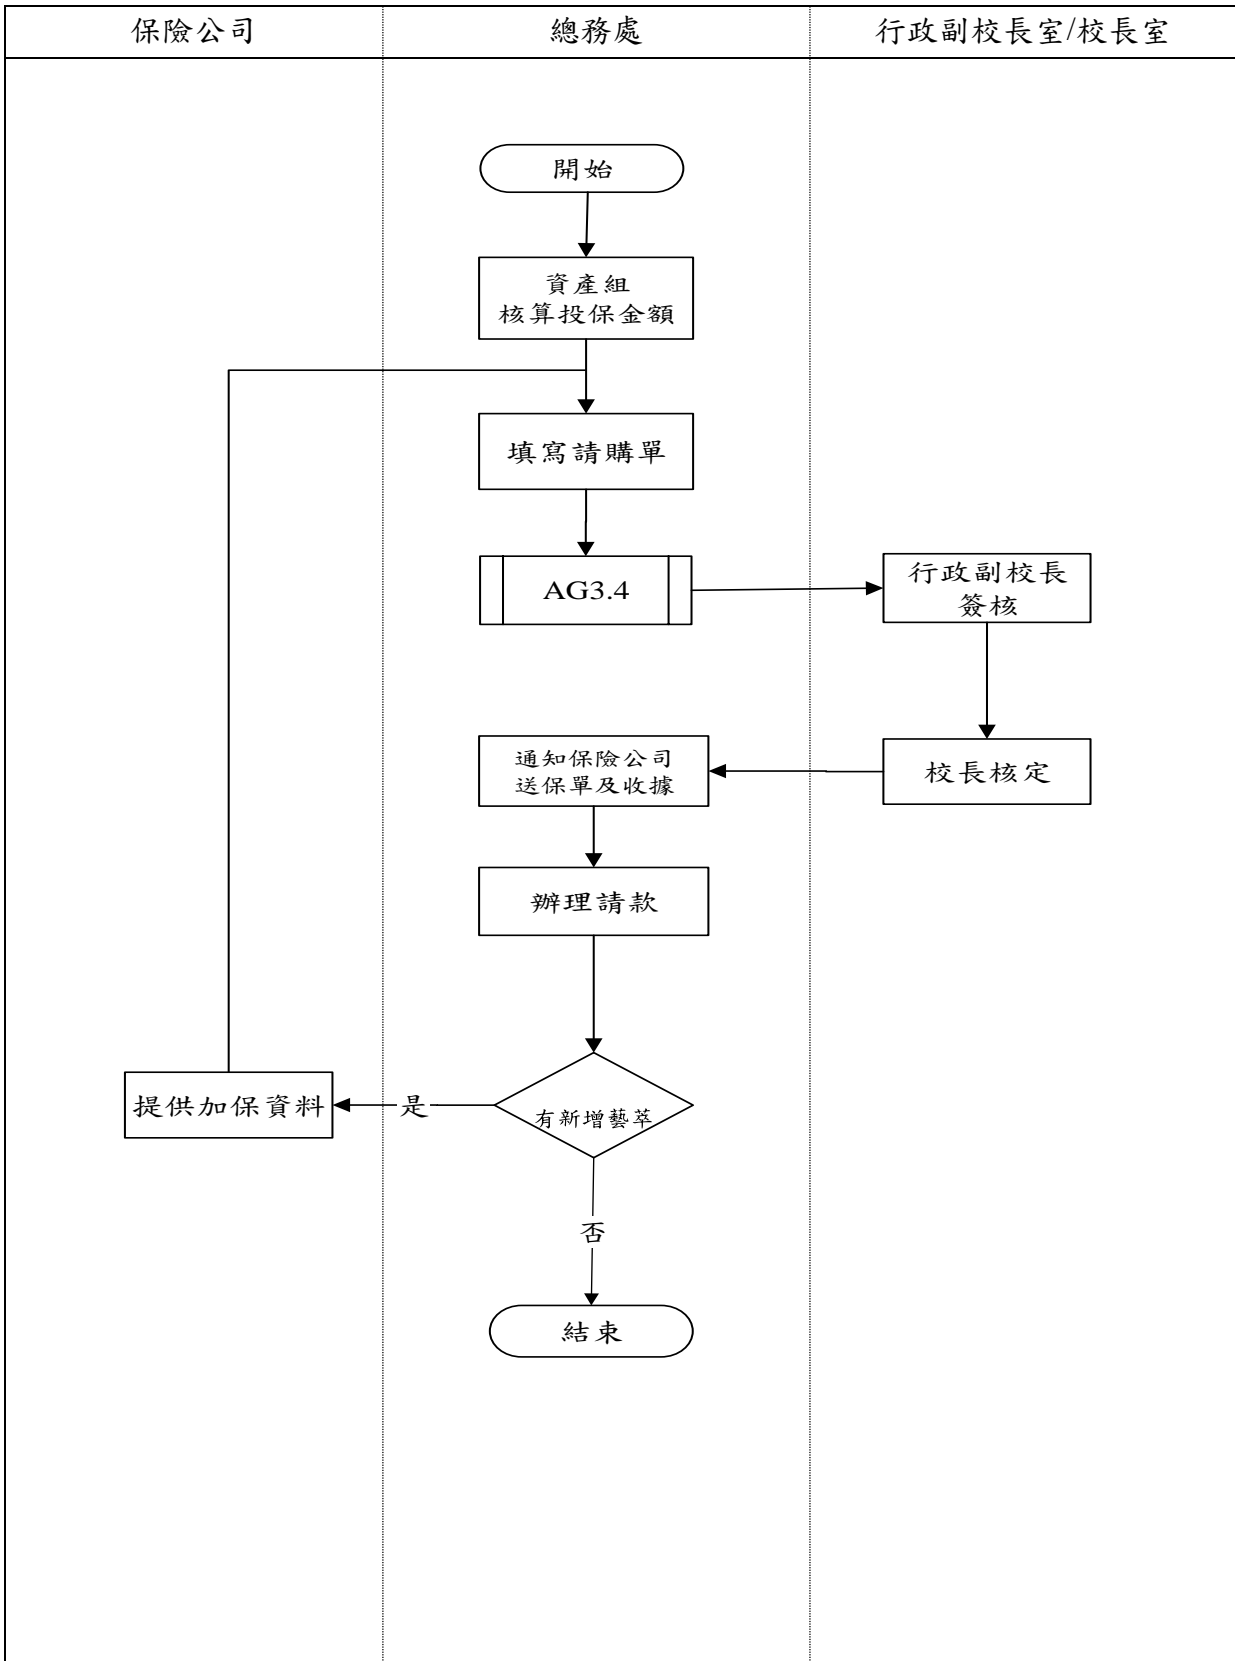 保險公司
總務處
行政副校長室/校長室
開始
資產組
核算投保金額
填寫請購單
AG3.4
行政副校長
簽核
通知保險公司
送保單及收據
校長核定
辦理請款
提供加保資料
是
有新增藝萃
否
結束